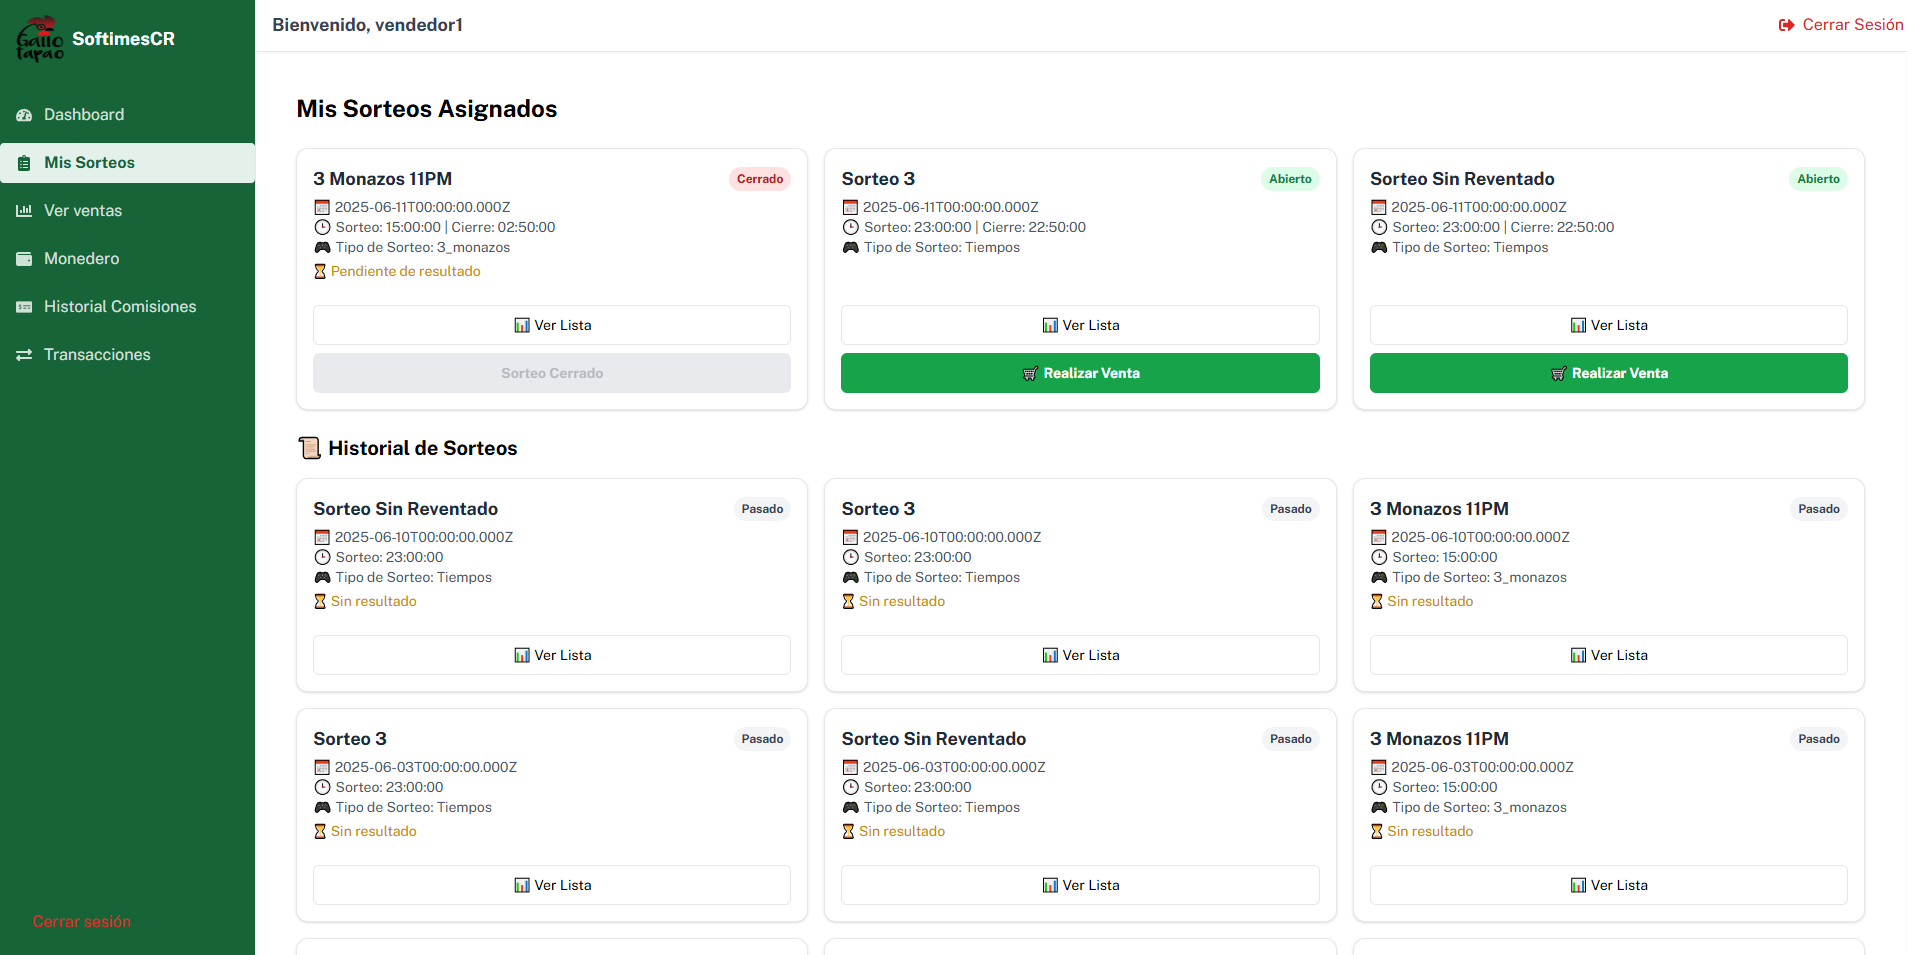 Gallo
tapao
SoftimesCR
Dashboard
Mis Sorteos
Ver ventas
Monedero
Historial Comisiones
Transacciones
Cerrar sesión
Bienvenido, vendedor1
Cerrar Sesión
Mis Sorteos Asignados
3 Monazos 11PM
Cerrado
2025-06-11T00:00:00.000Z
Sorteo: 15:00:00 | Cierre: 02:50:00
Tipo de Sorteo: 3_monazos
Pendiente de resultado
Ver Lista
Sorteo Cerrado
Sorteo 3
Abierto
2025-06-11T00:00:00.000Z
Sorteo: 23:00:00 | Cierre: 22:50:00
Tipo de Sorteo: Tiempos
Ver Lista
Realizar Venta
Sorteo Sin Reventado
Abierto
2025-06-11T00:00:00.000Z
Sorteo: 23:00:00 | Cierre: 22:50:00
Tipo de Sorteo: Tiempos
Ver Lista
Realizar Venta
Historial de Sorteos
Sorteo Sin Reventado
Pasado
2025-06-10T00:00:00.000Z
Sorteo: 23:00:00
Tipo de Sorteo: Tiempos
Sin resultado
Ver Lista
Sorteo 3
Pasado
2025-06-10T00:00:00.000Z
Sorteo: 23:00:00
Tipo de Sorteo: Tiempos
Sin resultado
Ver Lista
3 Monazos 11PM
Pasado
2025-06-10T00:00:00.000Z
Sorteo: 15:00:00
Tipo de Sorteo: 3_monazos
Sin resultado
Ver Lista
Sorteo 3
Pasado
2025-06-03T00:00:00.000Z
Sorteo: 23:00:00
Tipo de Sorteo: Tiempos
Sin resultado
Ver Lista
Sorteo Sin Reventado
Pasado
2025-06-03T00:00:00.000Z
Sorteo: 23:00:00
Tipo de Sorteo: Tiempos
Sin resultado
Ver Lista
3 Monazos 11PM
Pasado
2025-06-03T00:00:00.000Z
Sorteo: 15:00:00
Tipo de Sorteo: 3_monazos
Sin resultado
Ver Lista